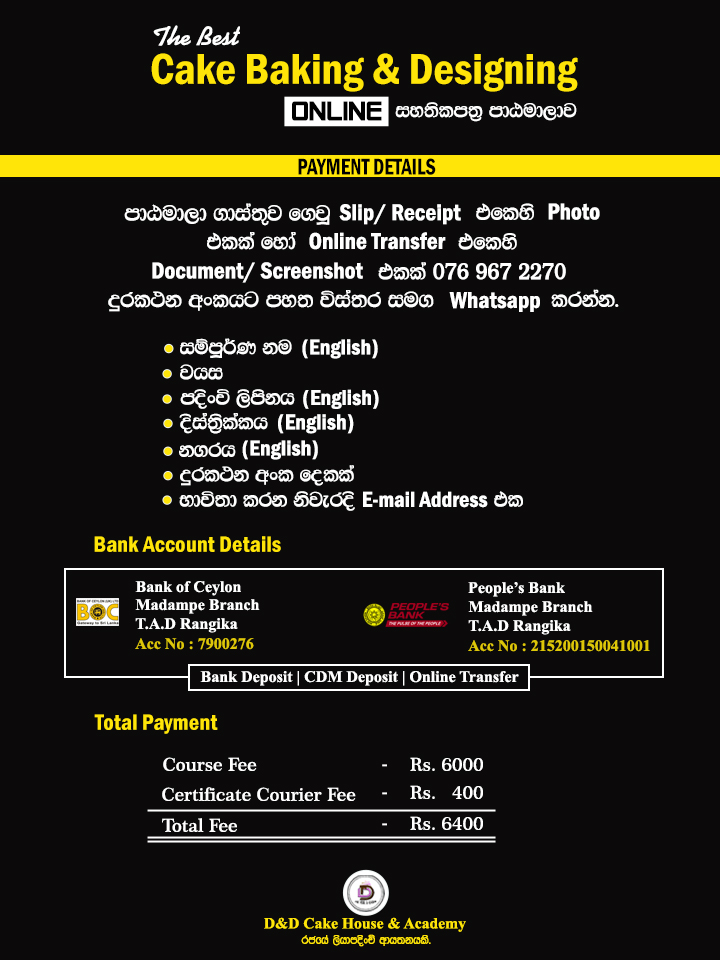 The Best
Cake Baking & Designing
ONLINE සහතිකපත්‍ර පාඨමාලාව
PAYMENT DETAILS
පාඨමාලා ගාස්තුව ගෙවූ Slip/ Receipt එකෙහි Photo
එකක් හෝ Online Transfer එකෙහි
Document/ Screenshot එකක් 076 967 2270
දුරකථන අංකයට පහත විස්තර සමග Whatsapp කරන්න.
• සම්පූර්ණ නම (English)
• වයස
• පදිංචි ලිපිනය (English)
• දිස්ත්‍රික්කය (English)
• නගරය (English)
• දුරකථන අංක දෙකක්
• භාවිතා කරන නිවැරදි E-mail Address එක
Bank Account Details
BOC
Gateway to Sri Lanka
Bank of Ceylon
Madampe Branch
T.A.D Rangika
Acc No : 7900276
PEOPLE'S
BANK
THE PULSE OF THE PEOPLE
People's Bank
Madampe Branch
T.A.D Rangika
Acc No : 215200150041001
Bank Deposit | CDM Deposit | Online Transfer
Total Payment
Course Fee - Rs. 6000
Certificate Courier Fee - Rs. 400
Total Fee - Rs. 6400
D
D&D Cake House & Academy
රජයේ ලියාපදිංචි ආයතනයකි.